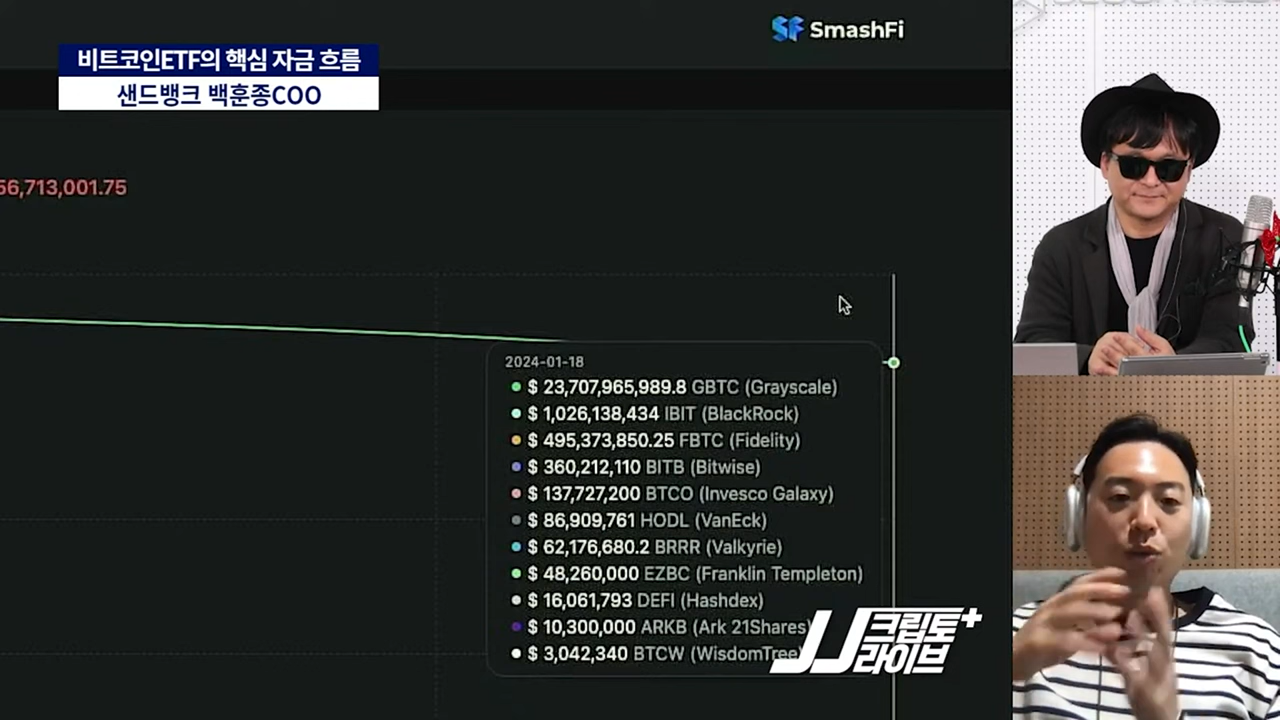 SmashFi
비트코인ETF의 핵심 자금 흐름
샌드뱅크 백훈종COO
56,713,001.75
2024-01-18
$ 23,707,965,989.8 GBTC (Grayscale)
$ 1,026,138,434 IBIT (BlackRock)
$ 495,373,850.25 FBTC (Fidelity)
$ 360,212,110 BITB (Bitwise)
$ 137,727,200 BTCO (Invesco Galaxy)
$ 86,909,761 HODL (VanEck)
$ 62,176,680.2 BRRR (Valkyrie)
$ 48,260,000 EZBC (Franklin Templeton)
$ 16,061,793 DEFI (Hashdex)
$ 10,300,000 ARKB (Ark 21Shares)
$ 3,042,340 BTCW (WisdomTree)
JJ 크립토+
라이브